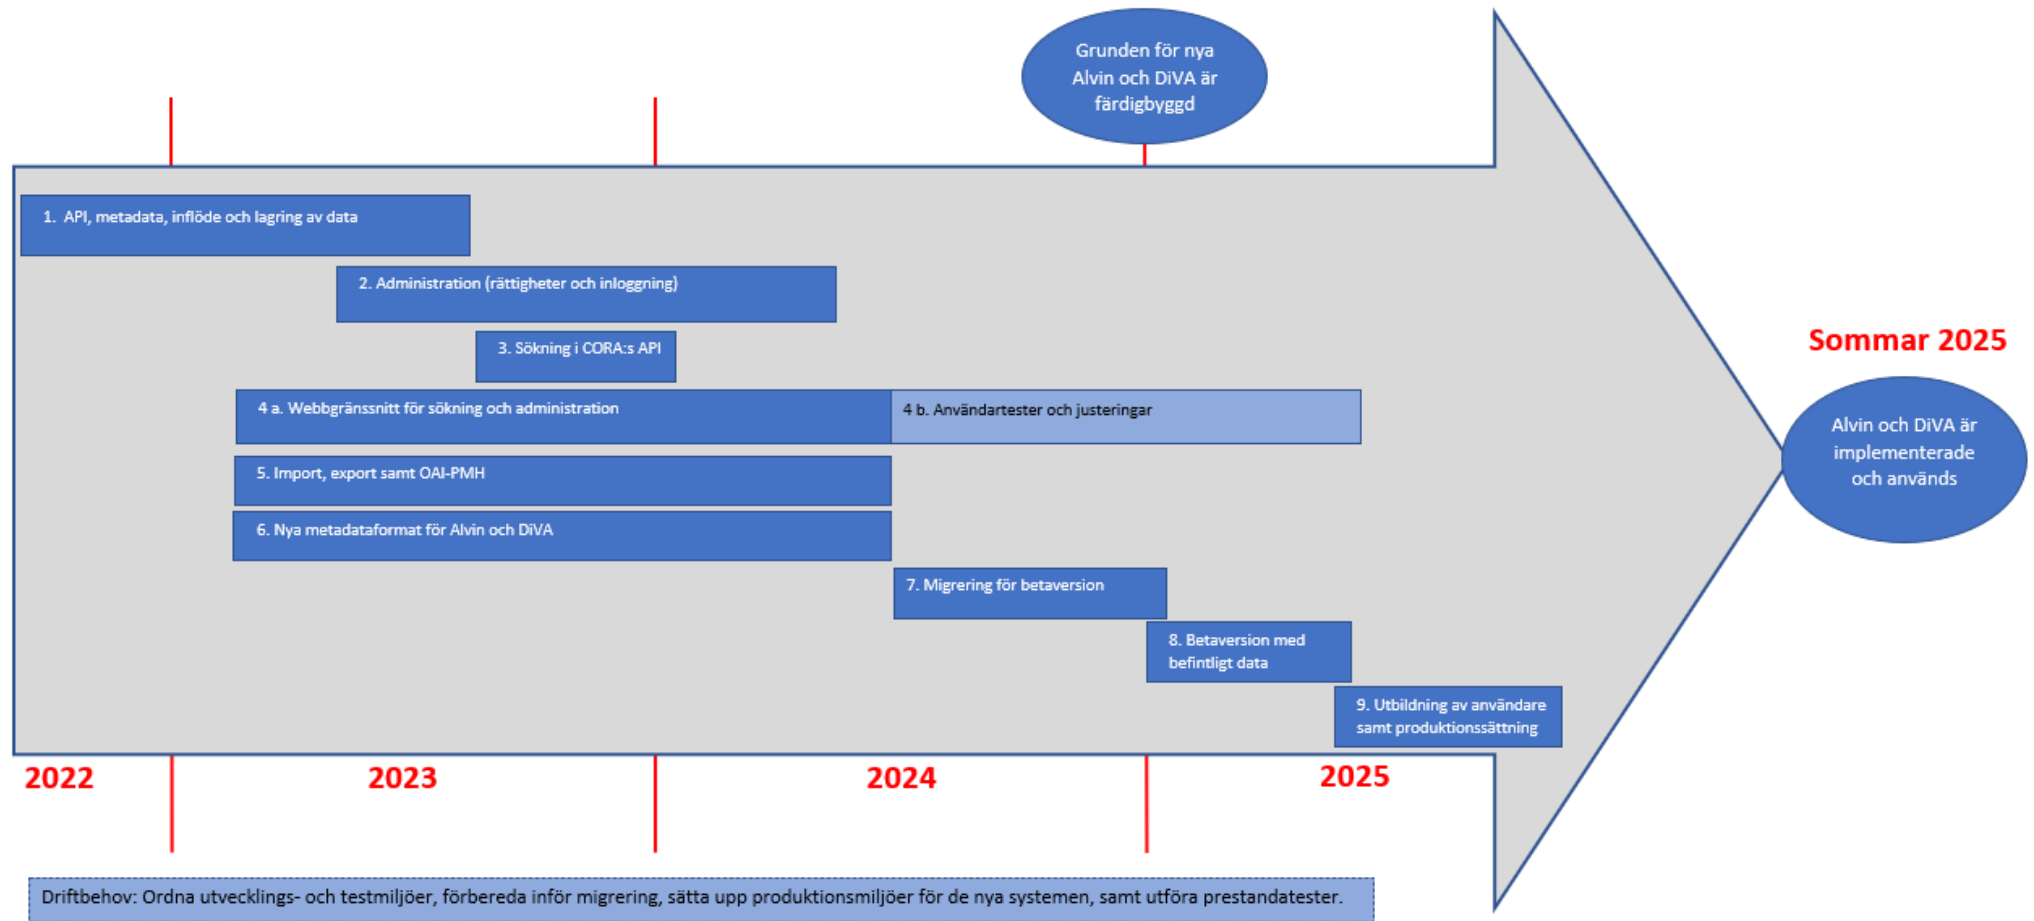 Grunden för nya
Alvin och DiVA är
färdigbyggd
1. API, metadata, inflöde och lagring av data
2. Administration (rättigheter och inloggning)
3. Sökning i CORA:s API
4 a. Webbgränssnitt för sökning och administration
4 b. Användartester och justeringar
5. Import, export samt OAI-PMH
6. Nya metadataformat för Alvin och DiVA
7. Migrering för betaversion
8. Betaversion med
befintligt data
9. Utbildning av användare
samt produktionssättning
Sommar 2025
Alvin och DiVA är
implementerade
och används
2022
2023
2024
2025
Driftbehov: Ordna utvecklings- och testmiljöer, förbereda inför migrering, sätta upp produktionsmiljöer för de nya systemen, samt utföra prestandatester.